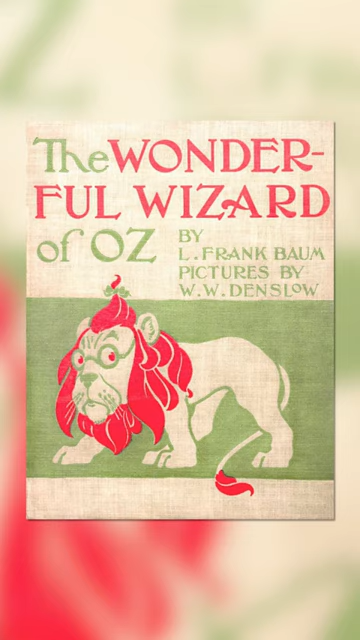 The WONDER-
FUL WIZARD
of OZ
BY
L. FRANK BAUM
PICTURES BY
W. W. DENSLOW